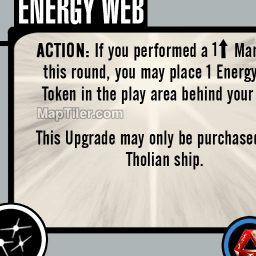 ENERGY WEB
ACTION: If you performed a 1⬆ Man
this round, you may place 1 Energy
Token in the play area behind your
MapTiler.com
This Upgrade may only be purchased
Tholian ship.